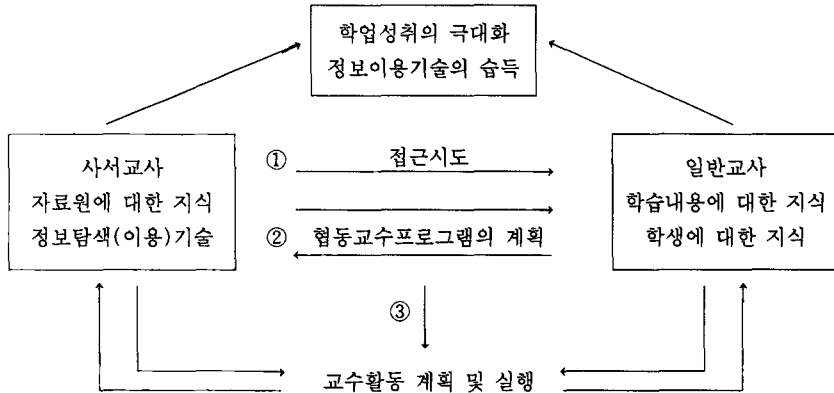 학업성취의 극대화
정보이용기술의 습득
사서교사
자료원에 대한 지식
정보탐색(이용)기술
① 접근시도
② 협동교수프로그램의 계획
③
일반교사
학습내용에 대한 지식
학생에 대한 지식
교수활동 계획 및 실행